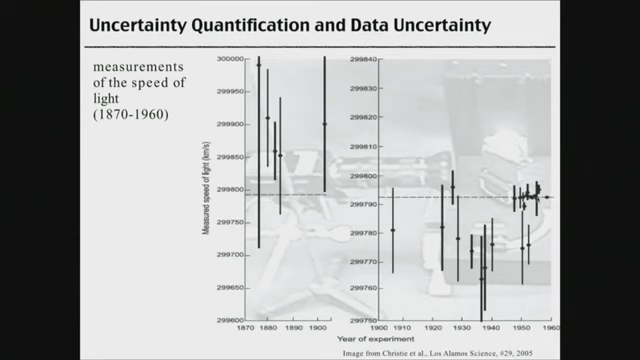 Uncertainty Quantification and Data Uncertainty
measurements
of the speed of
light
(1870-1960)
Measured speed of light (km/s)
300000
299950
299900
299850
299800
299750
299700
299650
299600
1870 1880 1890 1900
299840
299830
299820
299810
299800
299790
299780
299770
299760
299750
1900 1910 1920 1930 1940 1950 1960
Year of experiment
Image from Christie et al., Los Alamos Science, #29, 2005